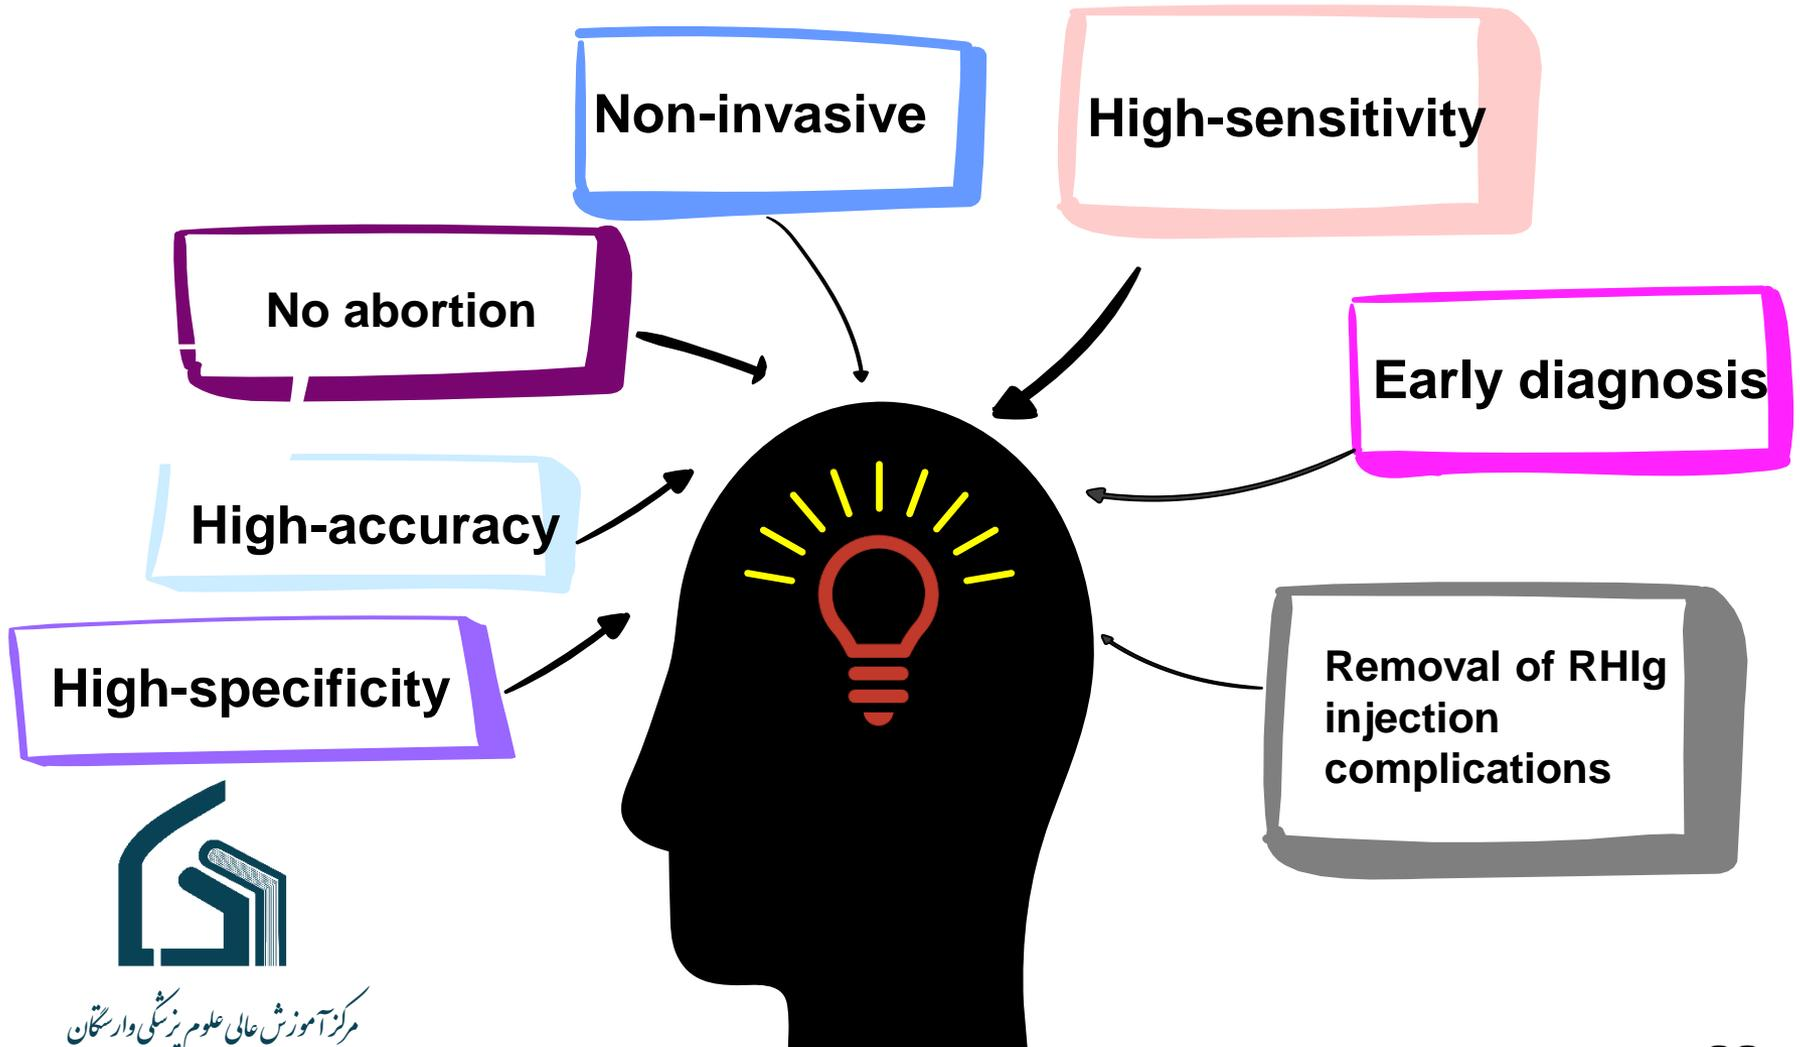 Non-invasive
High-sensitivity
No abortion
Early diagnosis
High-accuracy
High-specificity
Removal of RHIg
injection
complications
مرکز آموزش عالی علوم پزشکی وارستگان